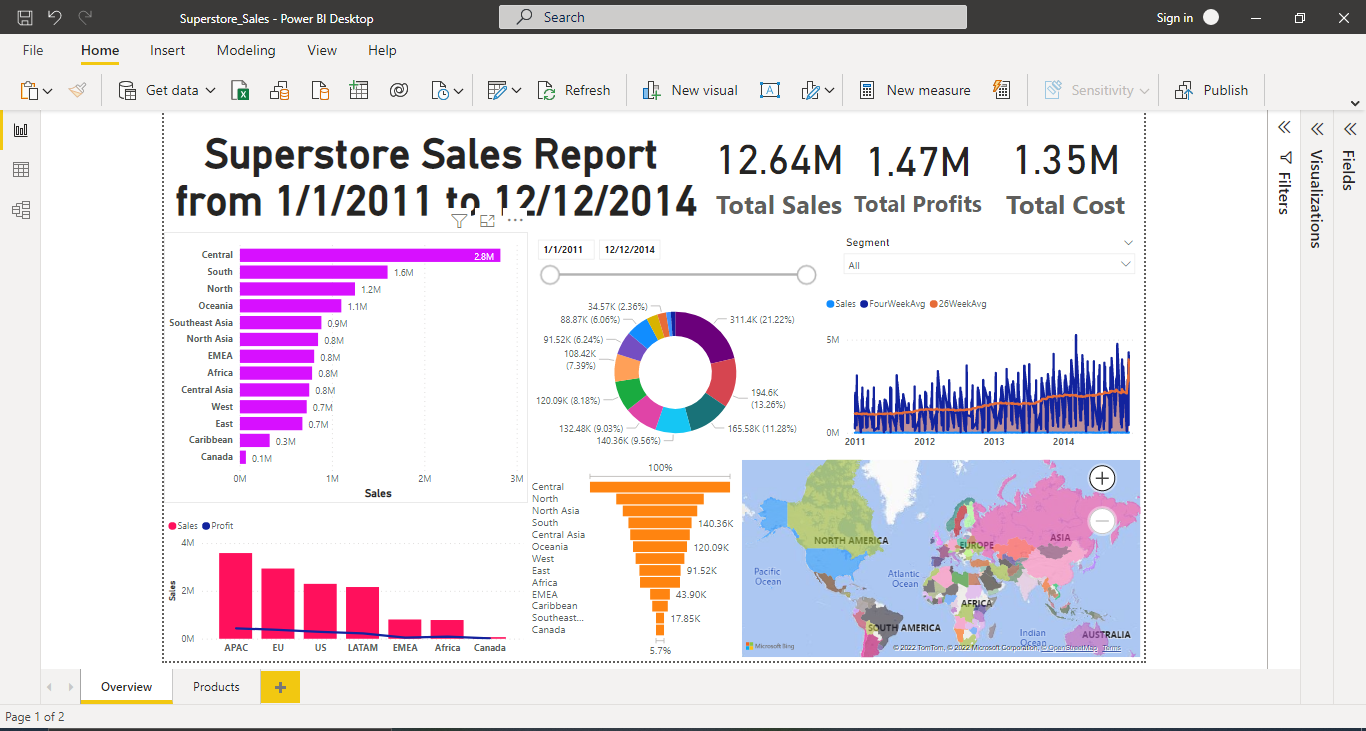 Superstore_Sales - Power BI Desktop
Search
Sign in
File Home Insert Modeling View Help
Get data
Refresh
New visual
A
New measure
Sensitivity
Publish
Superstore Sales Report
from 1/1/2011 to 12/12/2014
12.64M
Total Sales
1.47M
Total Profits
1.35M
Total Cost
Filters
Visualizations
Fields
Central 2.8M
South 1.6M
North 1.2M
Oceania 1.1M
Southeast Asia 0.9M
North Asia 0.8M
EMEA 0.8M
Africa 0.8M
Central Asia 0.8M
West 0.7M
East 0.7M
Caribbean 0.3M
Canada 0.1M
0M 1M 2M 3M
Sales
1/1/2011 12/12/2014
Segment
All
34.57K (2.36%)
88.87K (6.06%)
91.52K (6.24%)
108.42K
(7.39%)
120.09K (8.18%)
132.48K (9.03%)
140.36K (9.56%)
311.4K (21.22%)
194.6K
(13.26%)
165.58K (11.28%)
Sales FourWeekAvg 26WeekAvg
5M
0M
2011 2012 2013 2014
Sales Profit
4M
2M
0M
Sales
APAC EU US LATAM EMEA Africa Canada
100%
Central
North
North Asia
South 140.36K
Central Asia
Oceania 120.09K
West
East 91.52K
Africa
EMEA 43.90K
Caribbean
Southeast... 17.85K
Canada
5.7%
NORTH AMERICA
EUROPE
ASIA
Pacific
Ocean
Atlantic
Ocean
AFRICA
SOUTH AMERICA
Indian
Ocean
AUSTRALIA
Microsoft Bing
© 2022 TomTom, © 2022 Microsoft Corporation, © OpenStreetMap Terms
Overview Products
Page 1 of 2